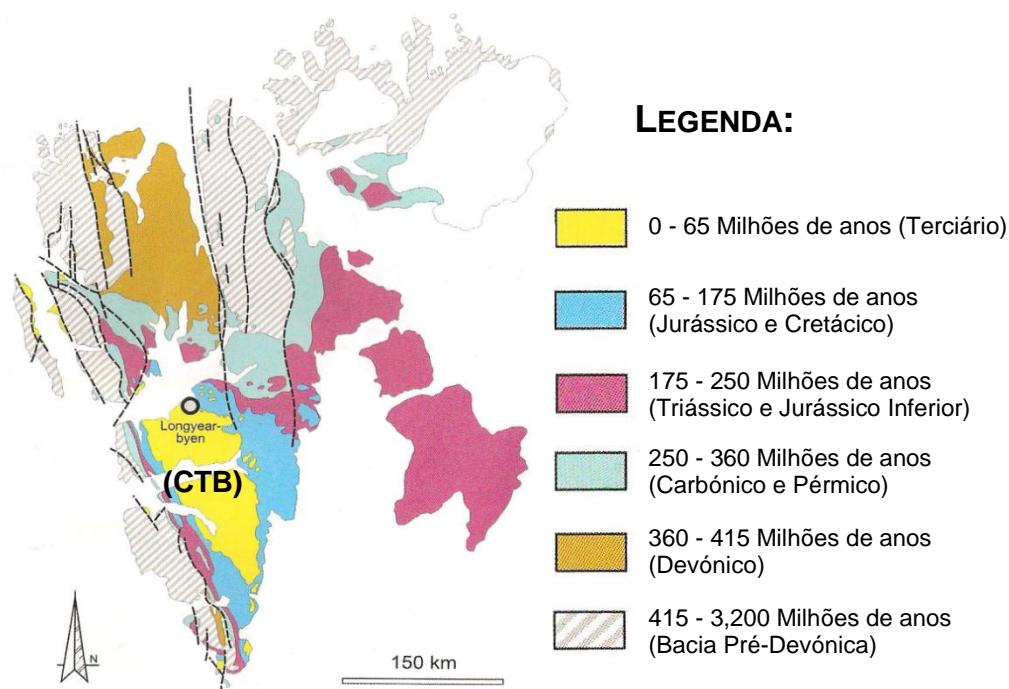 LEGENDA:
0 - 65 Milhões de anos (Terciário)
65 - 175 Milhões de anos
(Jurássico e Cretácico)
175 - 250 Milhões de anos
(Triássico e Jurássico Inferior)
250 - 360 Milhões de anos
(Carbónico e Pérmico)
360 - 415 Milhões de anos
(Devónico)
415 - 3,200 Milhões de anos
(Bacia Pré-Devónica)
Longyear-
byen
(CTB)
N
150 km